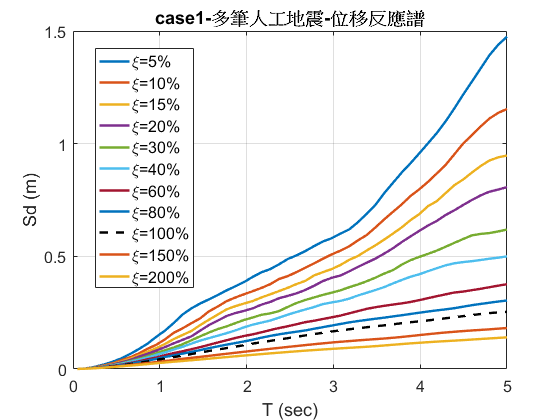 case1-多筆人工地震-位移反應譜
1.5
1
0.5
0
Sd (m)
ξ=5%
ξ=10%
ξ=15%
ξ=20%
ξ=30%
ξ=40%
ξ=60%
ξ=80%
ξ=100%
ξ=150%
ξ=200%
0 1 2 3 4 5
T (sec)